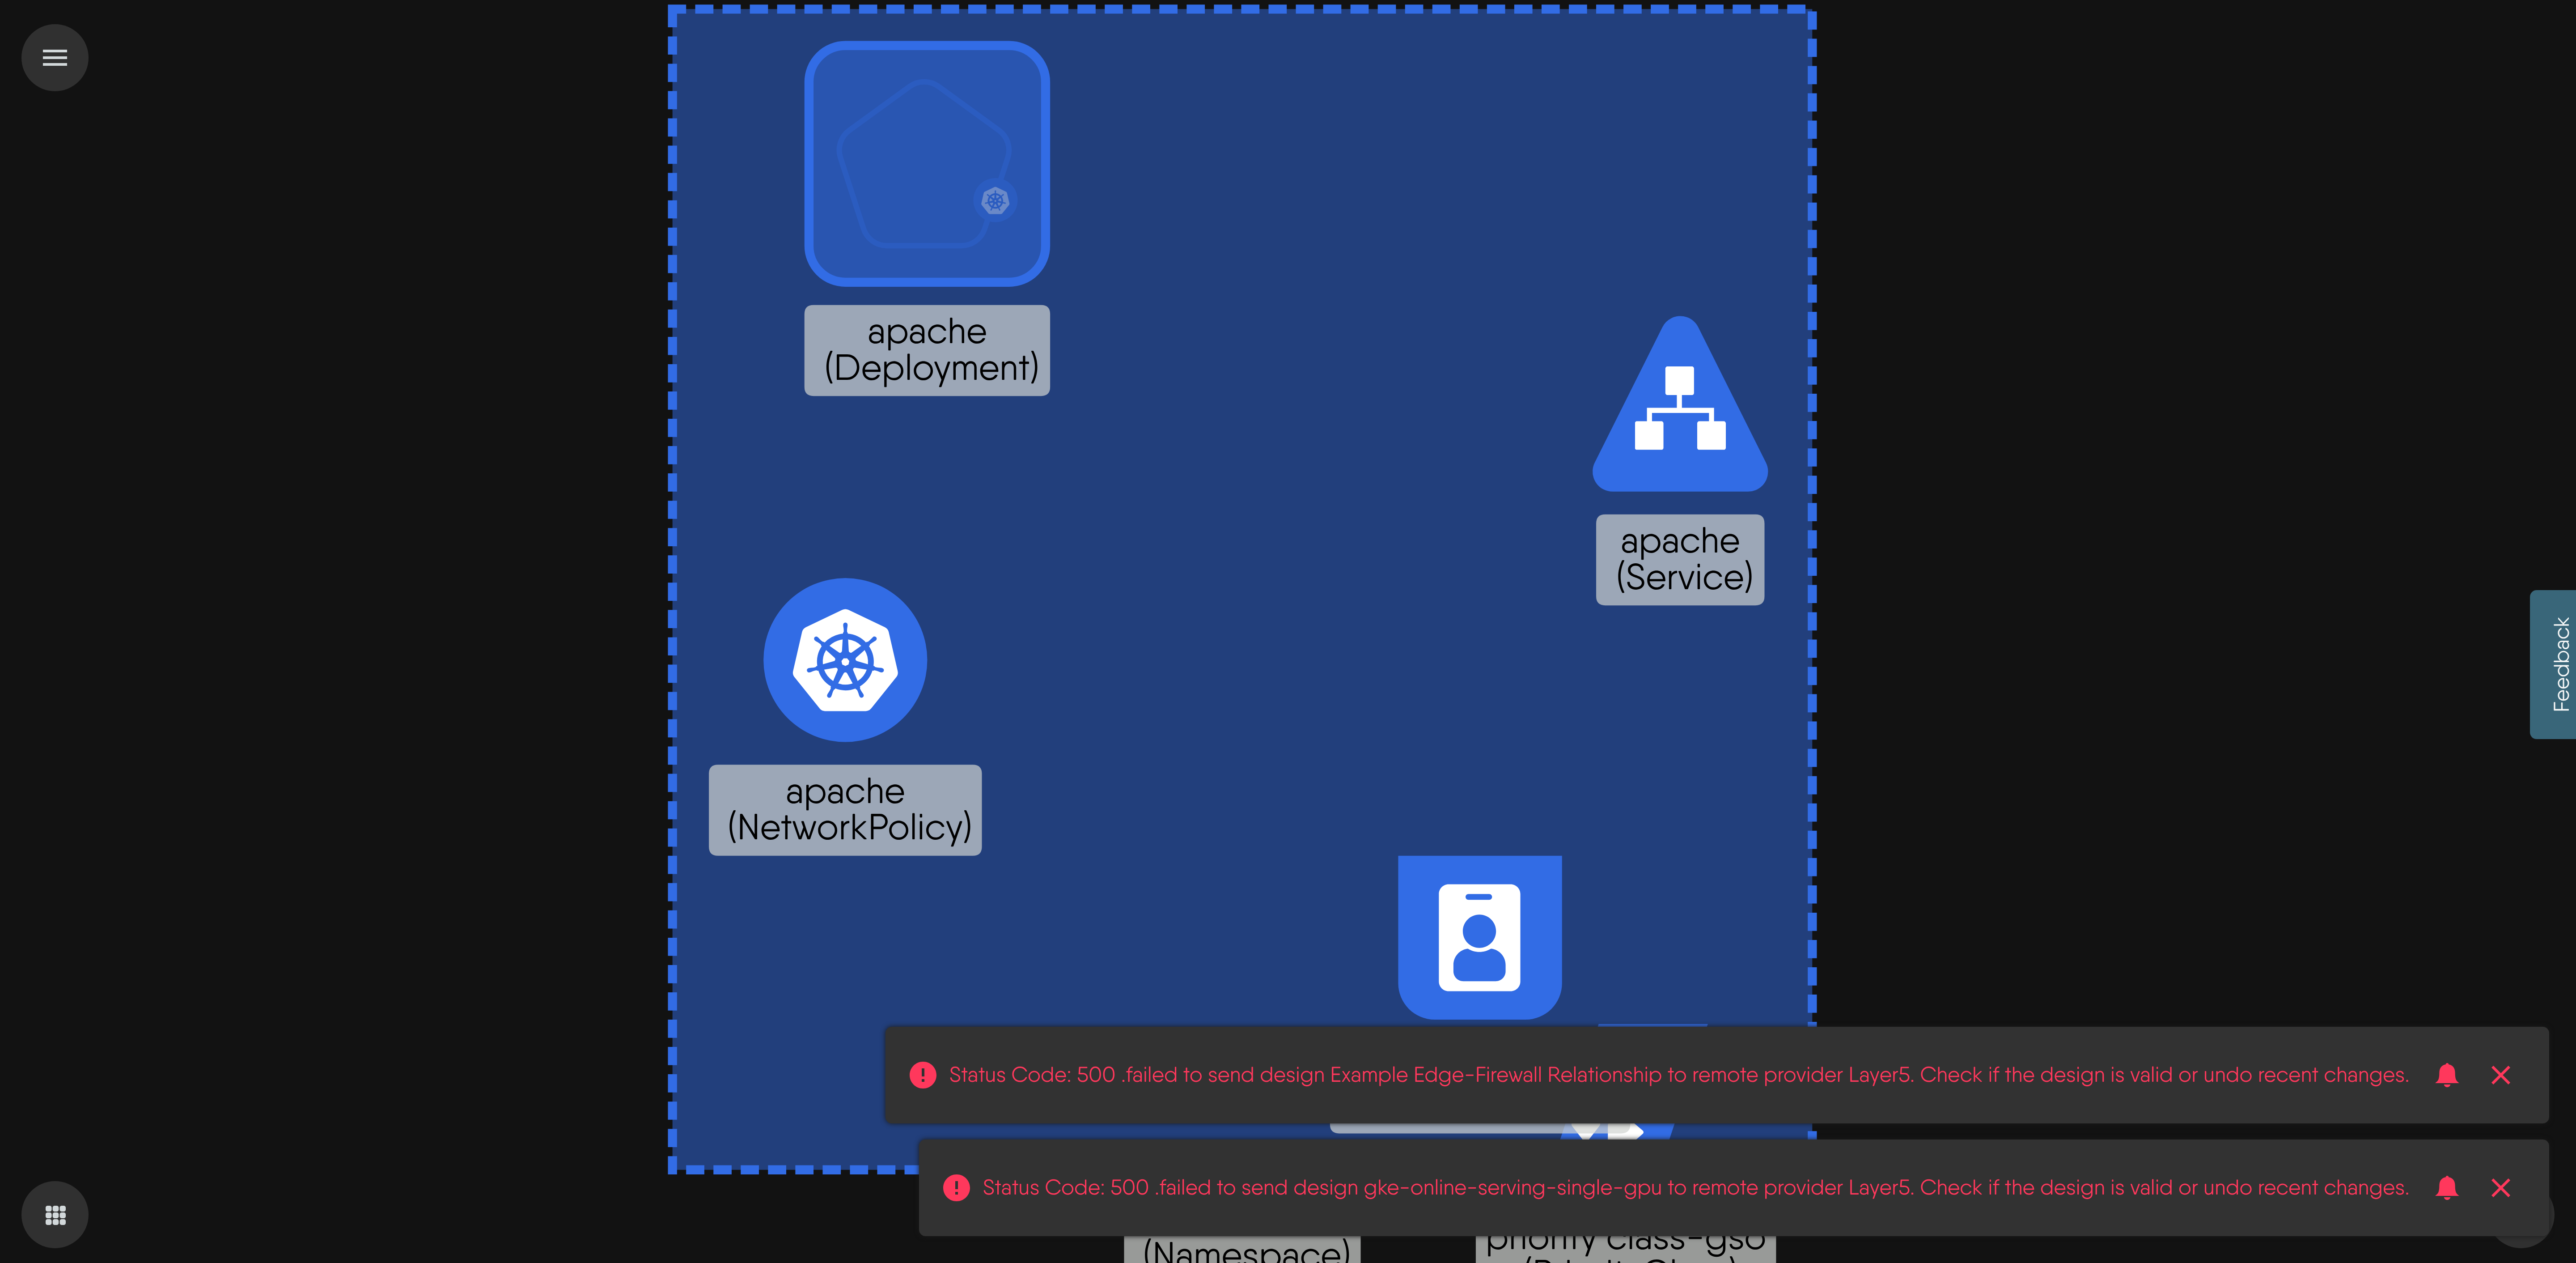 apache
(Deployment)
apache
(Service)
Feedback
apache
(NetworkPolicy)
Status Code: 500 .failed to send design Example Edge-Firewall Relationship to remote provider Layer5. Check if the design is valid or undo recent changes.
Status Code: 500 .failed to send design gke-online-serving-single-gpu to remote provider Layer5. Check if the design is valid or undo recent changes.
(Namespace)
priority class-gso